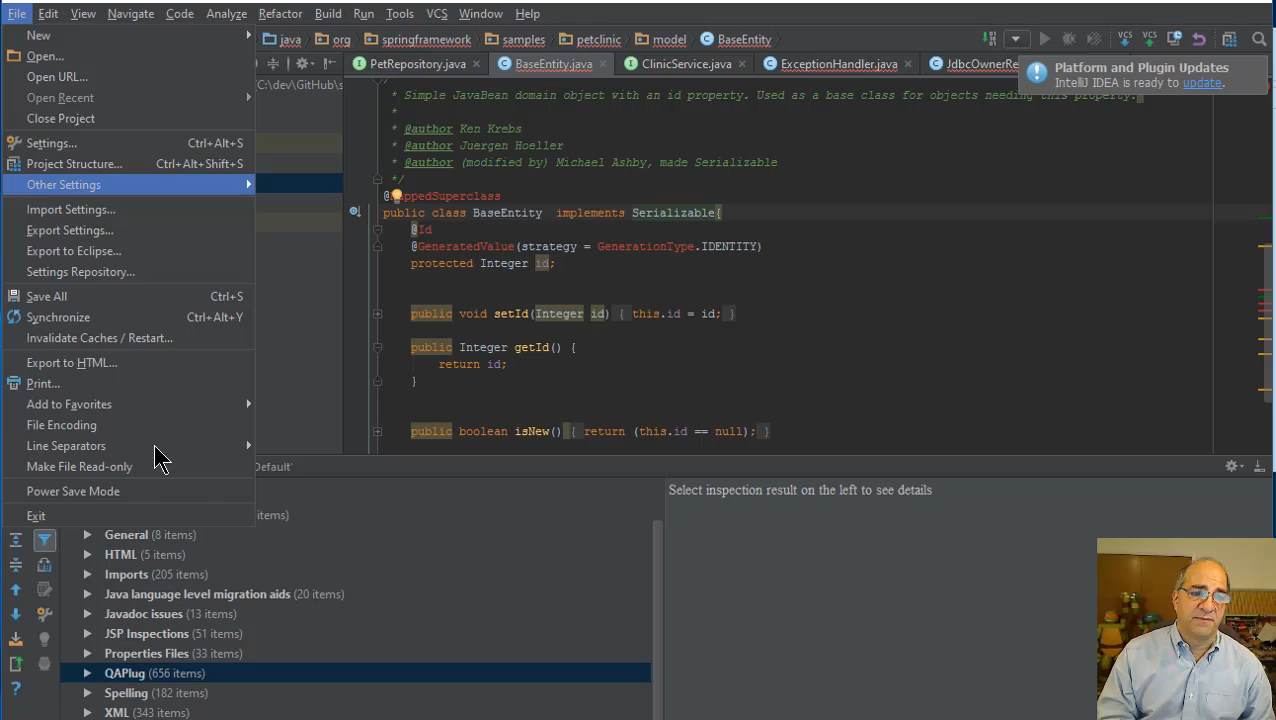 File Edit View Navigate Code Analyze Refactor Build Run Tools VCS Window Help
java org springframework samples petclinic model BaseEntity
PetRepository.java BaseEntity.java ClinicService.java ExceptionHandler.java JdbcOwnerRe
Platform and Plugin Updates
IntelliJ IDEA is ready to update.
New
Open...
Open URL...
Open Recent
Close Project
Settings... Ctrl+Alt+S
Project Structure... Ctrl+Alt+Shift+S
Other Settings
Import Settings...
Export Settings...
Export to Eclipse...
Settings Repository...
Save All Ctrl+S
Synchronize Ctrl+Alt+Y
Invalidate Caches / Restart...
Export to HTML...
Print...
Add to Favorites
File Encoding
Line Separators
Make File Read-only
Power Save Mode
Exit
C:\dev\GitHub\s
*/
* Simple JavaBean domain object with an id property. Used as a base class for objects needing this property.
*
* @author Ken Krebs
* @author Juergen Hoeller
* @author (modified by) Michael Ashby, made Serializable
*/
public class BaseEntity implements Serializable{
@Id
@GeneratedValue(strategy = GenerationType.IDENTITY)
protected Integer id;
public void setId(Integer id) { this.id = id; }
public Integer getId() {
return id;
}
public boolean isNew() { return (this.id == null); }
Default'
items)
General (8 items)
HTML (5 items)
Imports (205 items)
Java language level migration aids (20 items)
Javadoc issues (13 items)
JSP Inspections (51 items)
Properties Files (33 items)
QAPlug (656 items)
Spelling (182 items)
XML (343 items)
Select inspection result on the left to see details